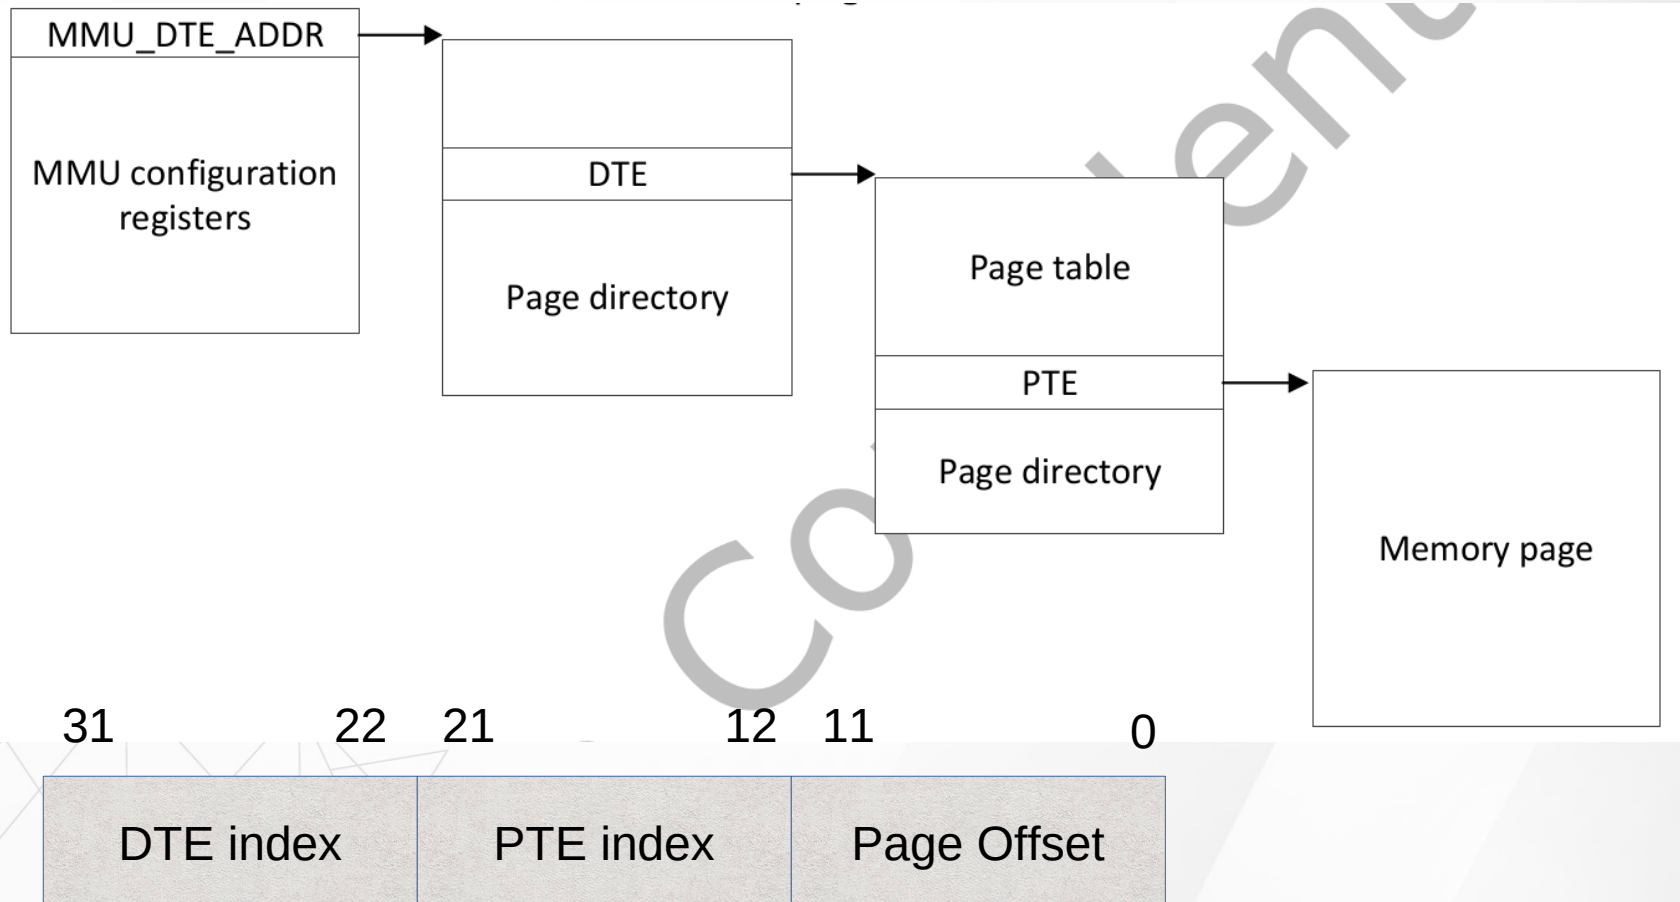 MMU_DTE_ADDR
MMU configuration
registers
DTE
Page directory
Page table
PTE
Page directory
Memory page
31 22 21 12 11 0
DTE index PTE index Page Offset